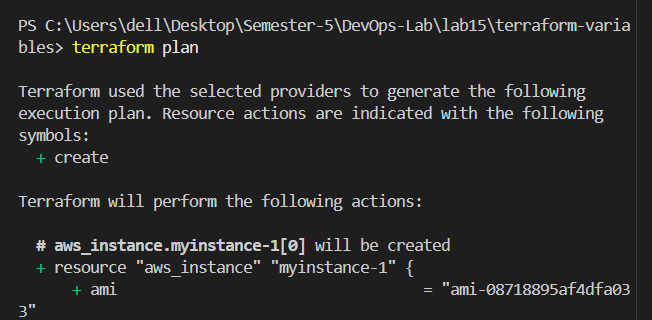 PS C:\Users\dell\Desktop\Semester-5\DevOps-Lab\lab15\terraform-varia
bles> terraform plan
Terraform used the selected providers to generate the following
execution plan. Resource actions are indicated with the following
symbols:
+ create
Terraform will perform the following actions:
# aws_instance.myinstance-1[0] will be created
+ resource "aws_instance" "myinstance-1" {
+ ami = "ami-08718895af4dfa03
3"